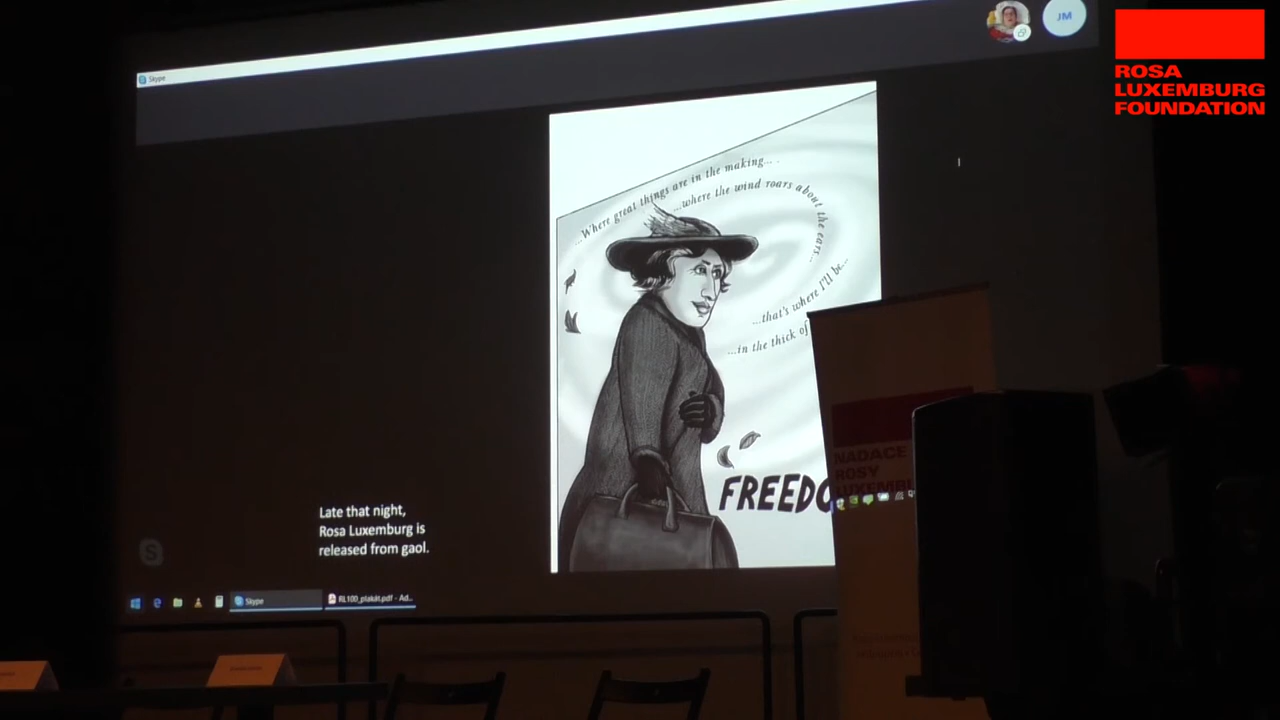 Skype
JM
ROSA
LUXEMBURG
FOUNDATION
...Where great things are in the making... .
...where the wind roars about the ears...
...that's where I'll be...
...in the thick of
FREEDO
Late that night,
Rosa Luxemburg is
released from gaol.
S
NADACE
ROSY
LUXEMBU
Skype
RL100_plakát.pdf - Ad...